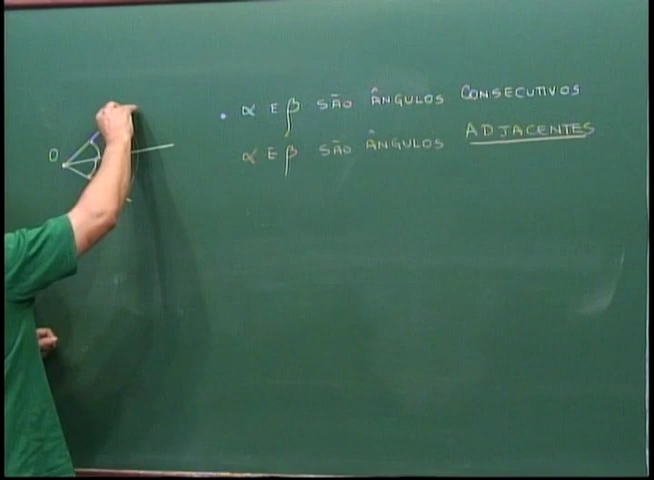 • α E β SÃO ÂNGULOS CONSECUTIVOS
α E β SÃO ÂNGULOS ADJACENTES
O